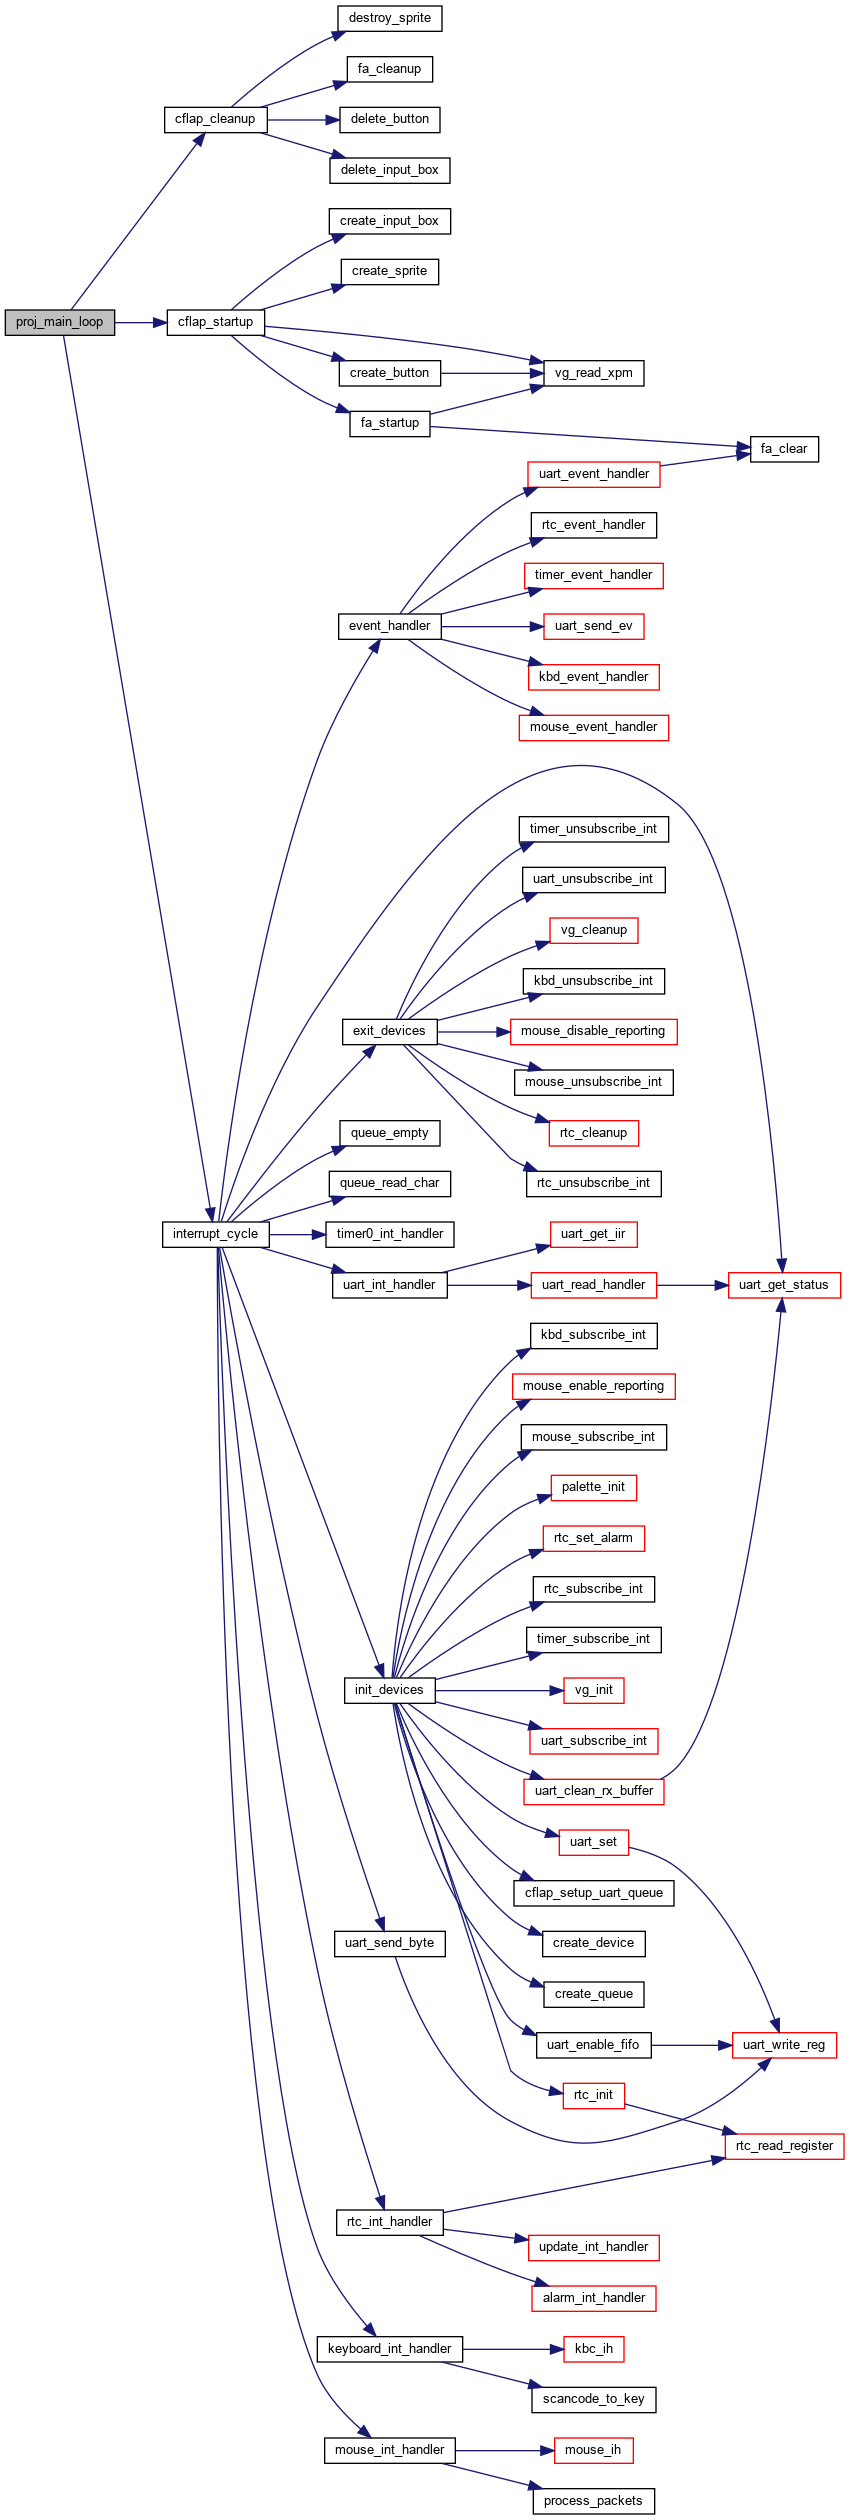 destroy_sprite
fa_cleanup
cflap_cleanup
delete_button
delete_input_box
create_input_box
create_sprite
proj_main_loop
cflap_startup
create_button
vg_read_xpm
fa_startup
fa_clear
uart_event_handler
rtc_event_handler
timer_event_handler
event_handler
uart_send_ev
kbd_event_handler
mouse_event_handler
timer_unsubscribe_int
uart_unsubscribe_int
vg_cleanup
kbd_unsubscribe_int
exit_devices
mouse_disable_reporting
mouse_unsubscribe_int
queue_empty
rtc_cleanup
queue_read_char
rtc_unsubscribe_int
interrupt_cycle
timer0_int_handler
uart_get_iir
uart_int_handler
uart_read_handler
uart_get_status
kbd_subscribe_int
mouse_enable_reporting
mouse_subscribe_int
palette_init
rtc_set_alarm
rtc_subscribe_int
timer_subscribe_int
init_devices
vg_init
uart_subscribe_int
uart_clean_rx_buffer
uart_set
cflap_setup_uart_queue
uart_send_byte
create_device
create_queue
uart_enable_fifo
uart_write_reg
rtc_init
rtc_read_register
rtc_int_handler
update_int_handler
alarm_int_handler
keyboard_int_handler
kbc_ih
scancode_to_key
mouse_int_handler
mouse_ih
process_packets